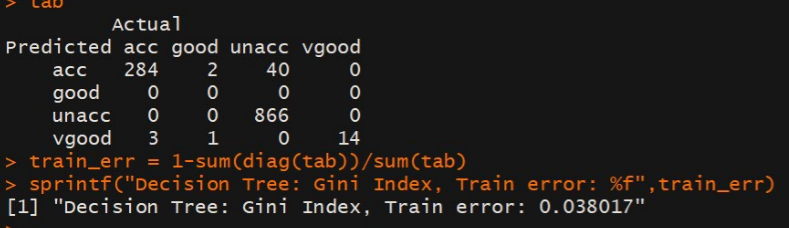 > tab
Actual
Predicted acc good unacc vgood
acc 284 2 40 0
good 0 0 0 0
unacc 0 0 866 0
vgood 3 1 0 14
> train_err = 1-sum(diag(tab))/sum(tab)
> sprintf("Decision Tree: Gini Index, Train error: %f",train_err)
[1] "Decision Tree: Gini Index, Train error: 0.038017"
>